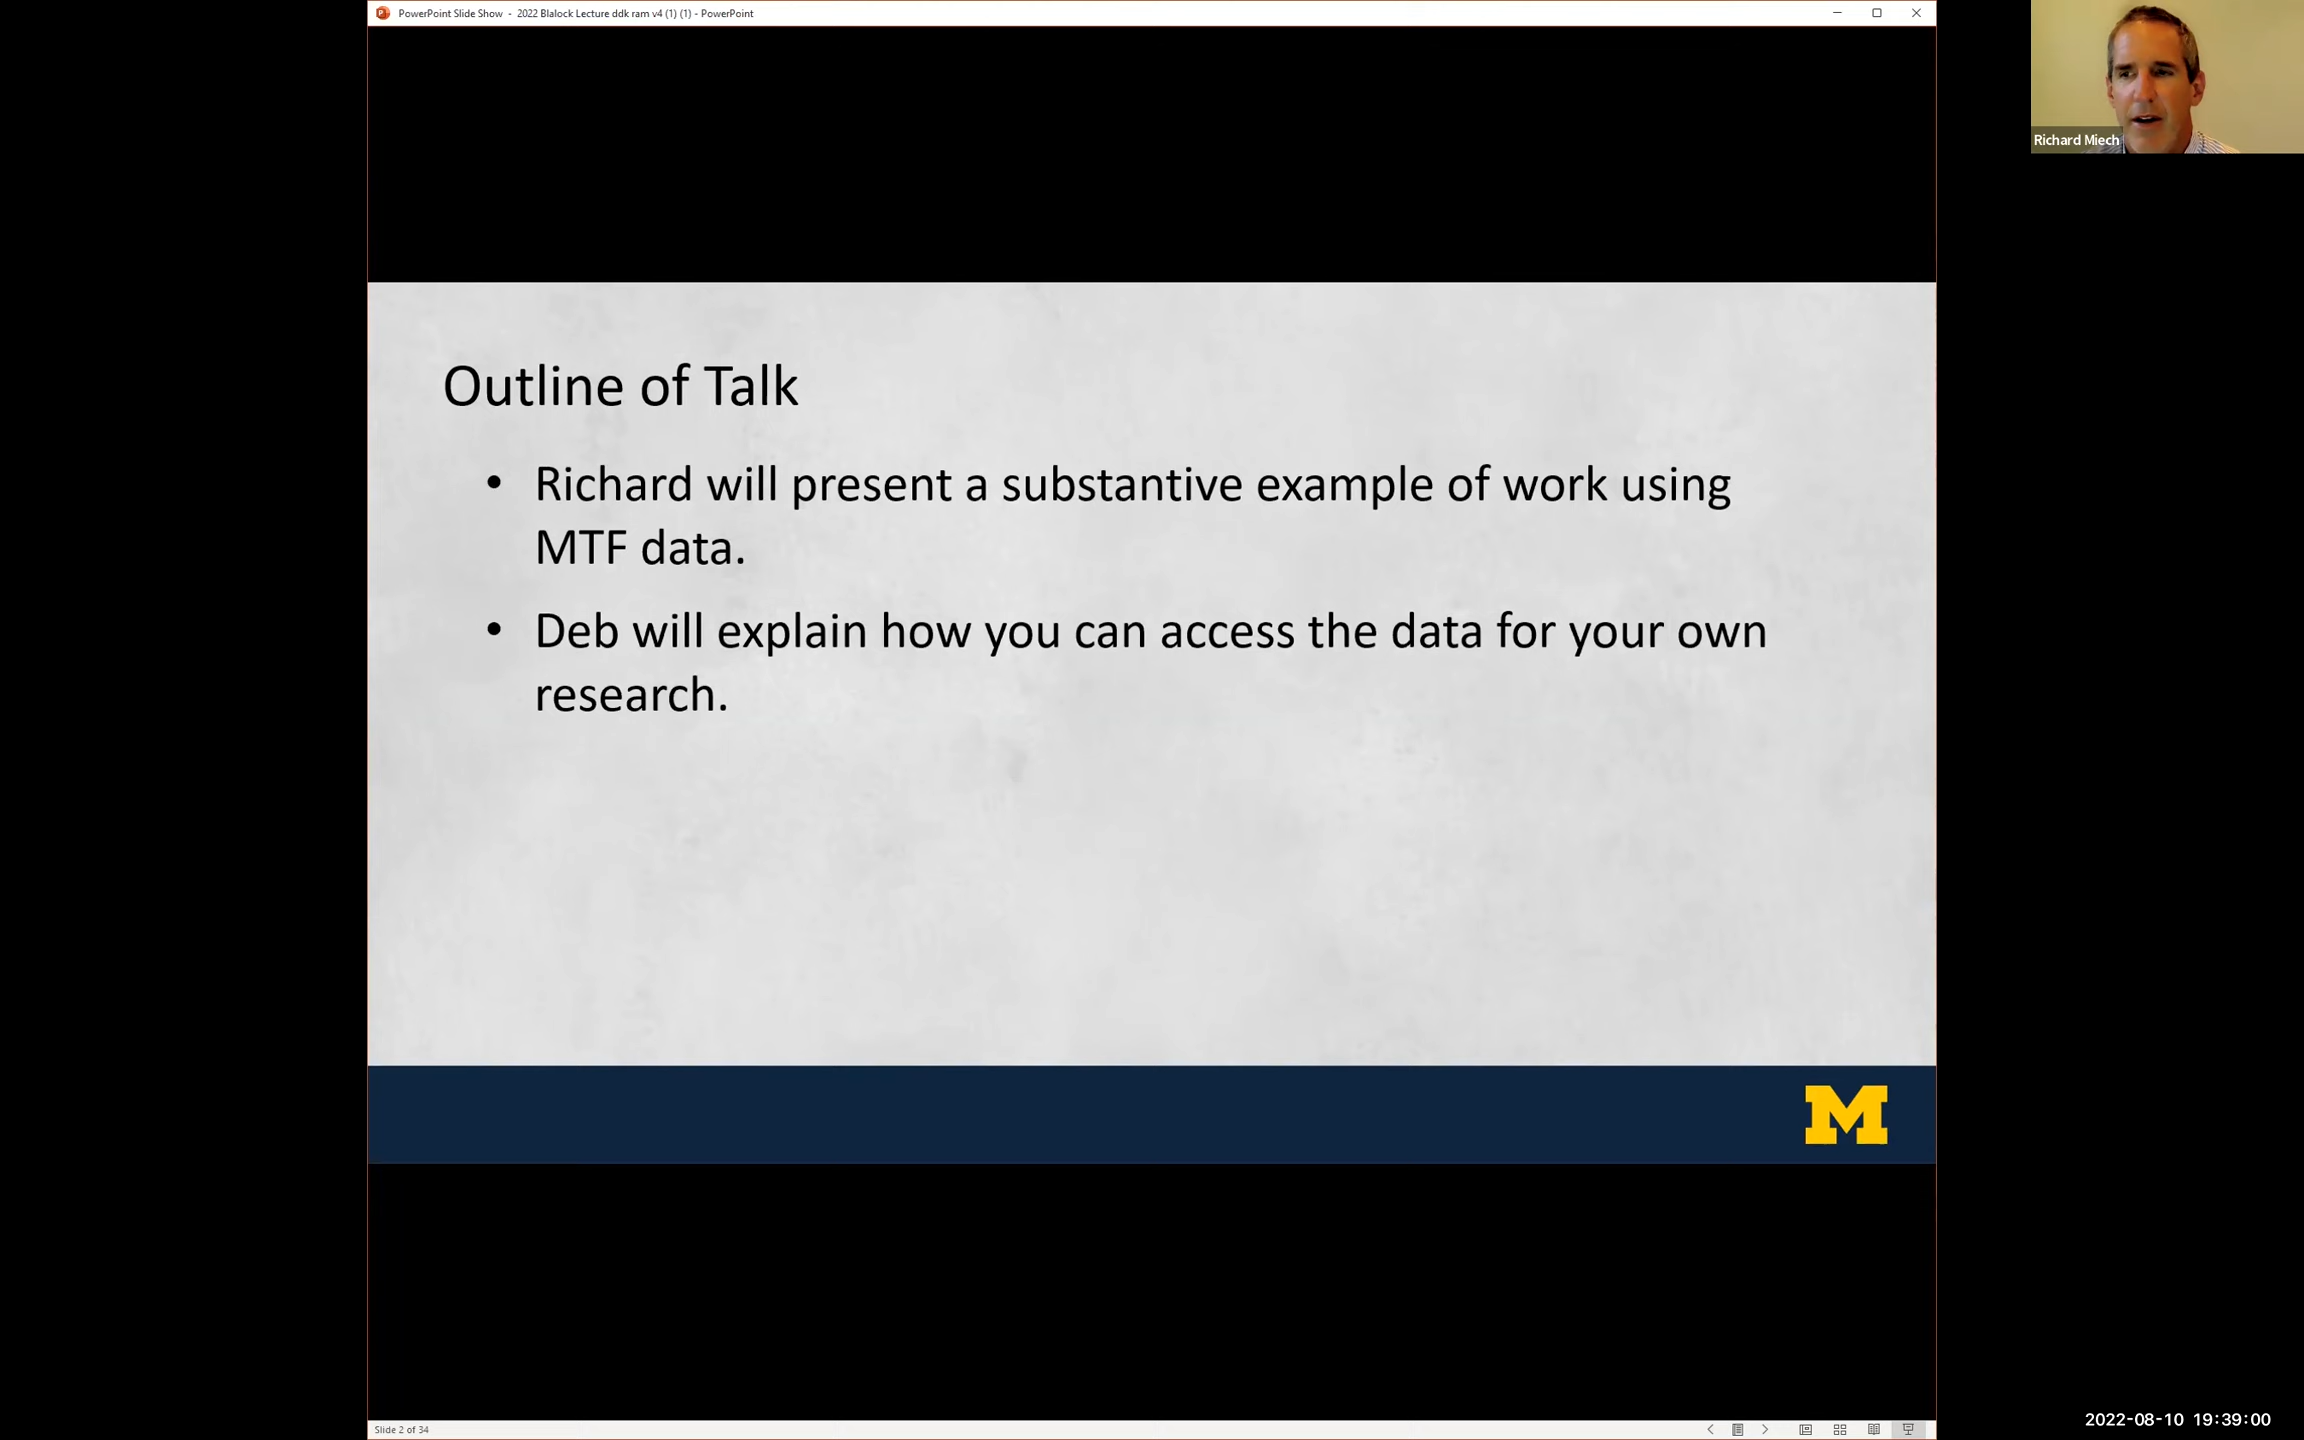 PowerPoint Slide Show - 2022 Blalock Lecture ddk ram v4 (1) (1) - PowerPoint
Richard Miech
Outline of Talk
• Richard will present a substantive example of work using
MTF data.
• Deb will explain how you can access the data for your own
research.
M
Slide 2 of 34
2022-08-10 19:39:00